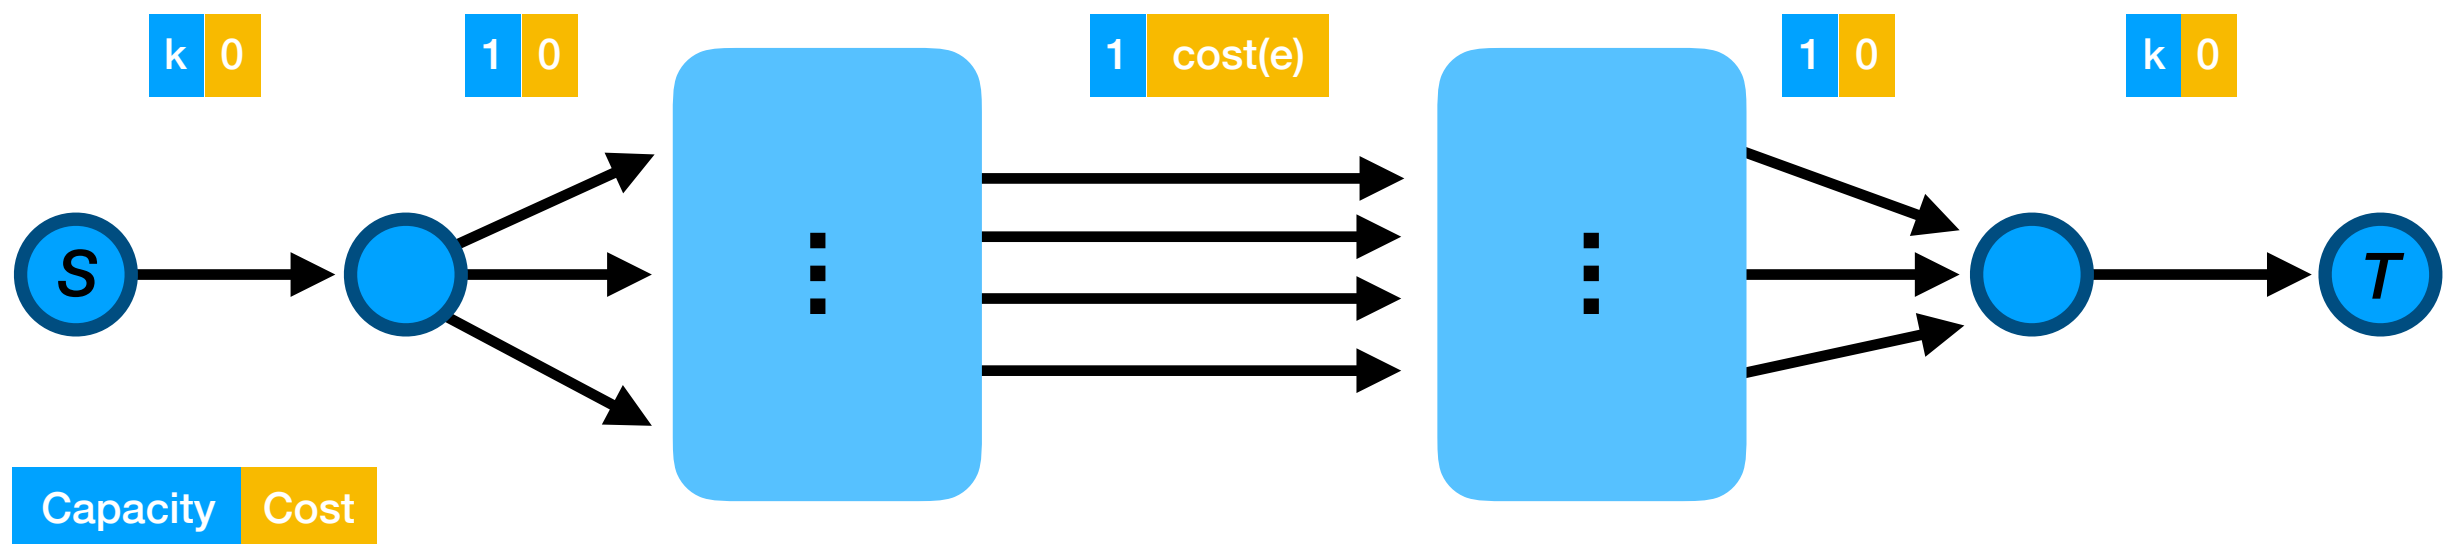 k 0
1 0
1 cost(e)
1 0
k 0
S
⋮
⋮
T
Capacity Cost